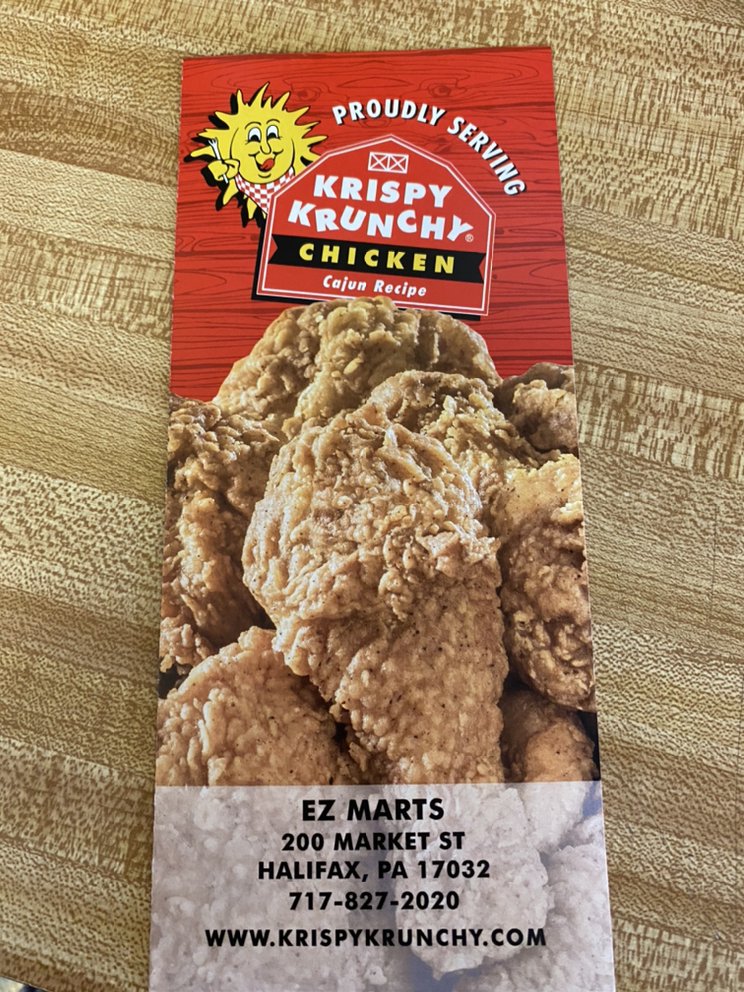 PROUDLY SERVING
KRISPY
KRUNCHY®
CHICKEN
Cajun Recipe
EZ MARTS
200 MARKET ST
HALIFAX, PA 17032
717-827-2020
WWW.KRISPYKRUNCHY.COM